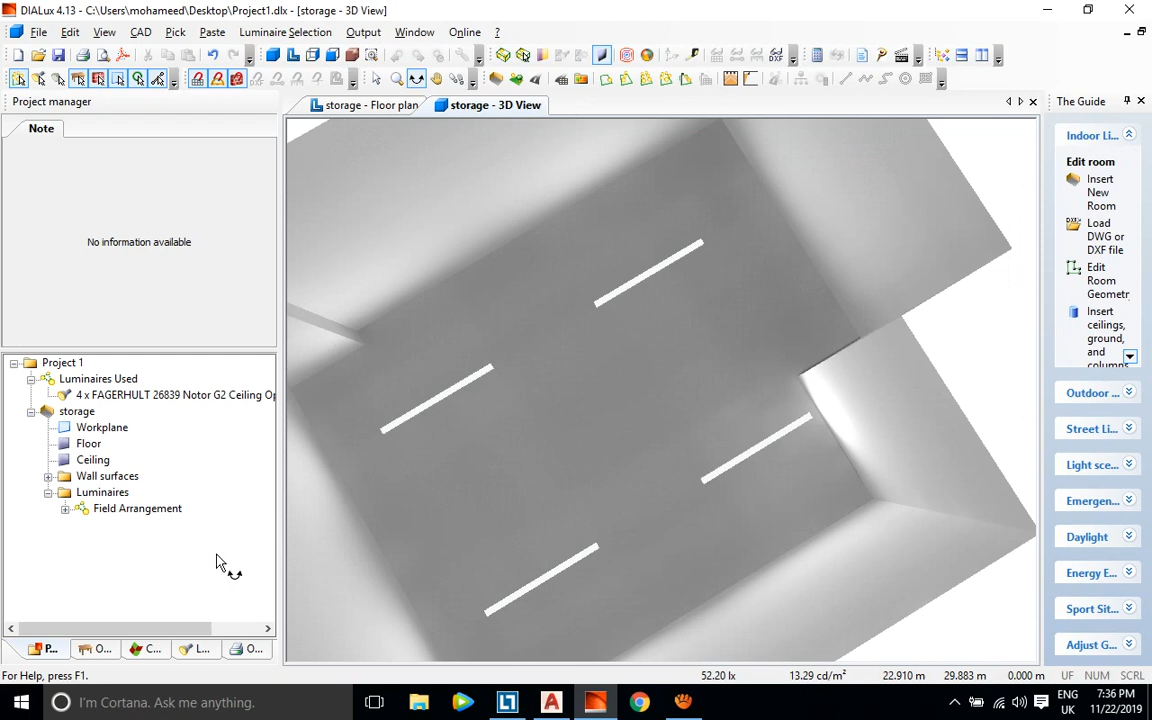 DIALux 4.13 - C:\Users\mohameed\Desktop\Project1.dlx - [storage - 3D View]
File Edit View CAD Pick Paste Luminaire Selection Output Window Online ?
Project manager
storage - Floor plan
storage - 3D View
The Guide
Note
No information available
Indoor Li...
Edit room
Insert
New
Room
Load
DWG or
DXF file
Edit
Room
Geometr
Insert
ceilings,
ground,
and
columns
Outdoor ...
Street Li...
Light sce...
Emergen...
Daylight
Energy E...
Sport Sit...
Adjust G...
Project 1
Luminaires Used
4 x FAGERHULT 26839 Notor G2 Ceiling Op
storage
Workplane
Floor
Ceiling
Wall surfaces
Luminaires
Field Arrangement
P...
O...
C...
L...
O...
For Help, press F1.
52.20 lx
13.29 cd/m²
22.910 m
29.883 m
0.000 m
UF
NUM
SCRL
I'm Cortana. Ask me anything.
ENG
UK
7:36 PM
11/22/2019